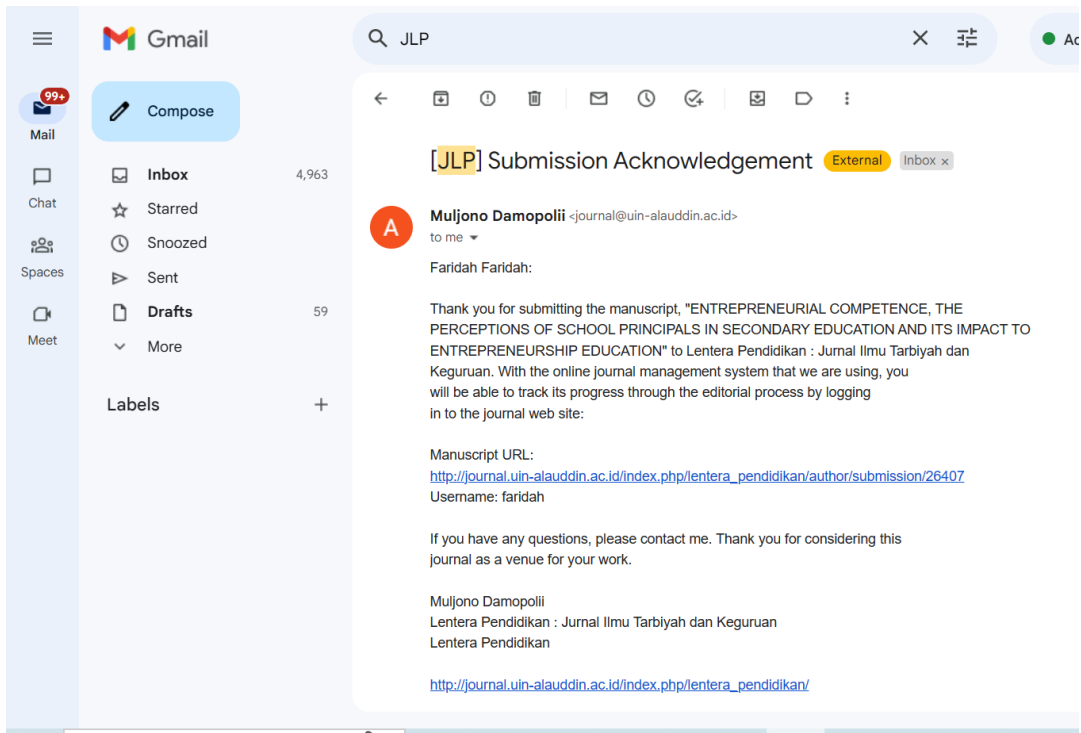 Gmail
JLP
Ac
99+
Mail
Compose
Chat
Spaces
Meet
Inbox 4,963
Starred
Snoozed
Sent
Drafts 59
More
Labels
[JLP] Submission Acknowledgement External Inbox x
A
Muljono Damopolii <journal@uin-alauddin.ac.id>
to me
Faridah Faridah:
Thank you for submitting the manuscript, "ENTREPRENEURIAL COMPETENCE, THE
PERCEPTIONS OF SCHOOL PRINCIPALS IN SECONDARY EDUCATION AND ITS IMPACT TO
ENTREPRENEURSHIP EDUCATION" to Lentera Pendidikan : Jurnal Ilmu Tarbiyah dan
Keguruan. With the online journal management system that we are using, you
will be able to track its progress through the editorial process by logging
in to the journal web site:
Manuscript URL:
http://journal.uin-alauddin.ac.id/index.php/lentera_pendidikan/author/submission/26407
Username: faridah
If you have any questions, please contact me. Thank you for considering this
journal as a venue for your work.
Muljono Damopolii
Lentera Pendidikan : Jurnal Ilmu Tarbiyah dan Keguruan
Lentera Pendidikan
http://journal.uin-alauddin.ac.id/index.php/lentera_pendidikan/